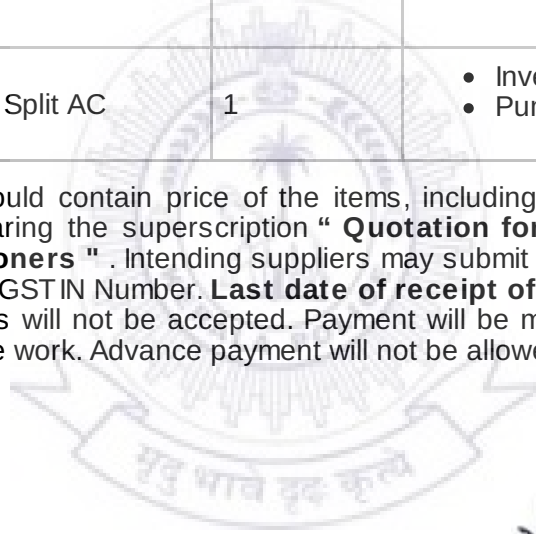 Split AC 1 • Inve
• Pur
ould contain price of the items, including
aring the superscription “ Quotation for
oners " . Intending suppliers may submit
GSTIN Number. Last date of receipt of
s will not be accepted. Payment will be m
e work. Advance payment will not be allowe
मृदु भावे दृढ कृत्ये